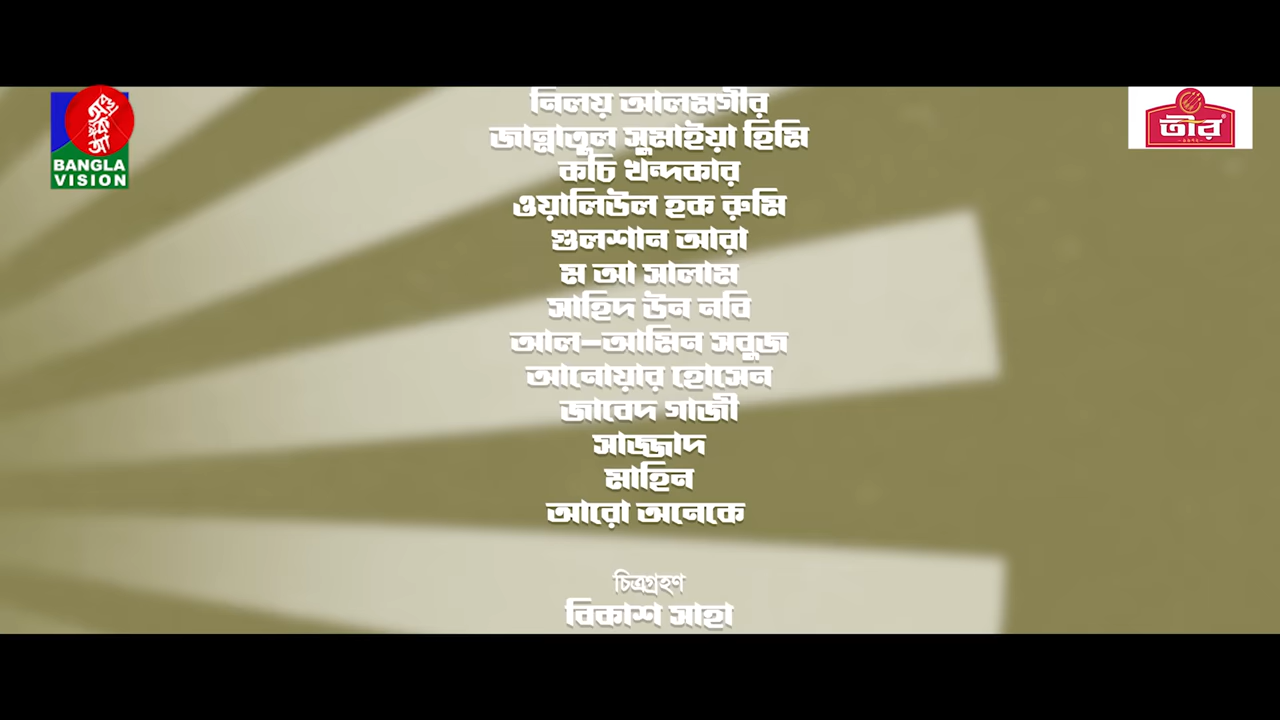 নিলয় আলমগীর
জান্নাতুল সুমাইয়া হিমি
কচি খন্দকার
ওয়ালিউল হক রুমি
গুলশান আরা
ম আ সালাম
সাহিদ উন নবি
আল-আমিন সবুজ
আনোয়ার হোসেন
জাবেদ গাজী
সাজ্জাদ
মাহিন
আরো অনেকে
চিত্রগ্রহণ
বিকাশ সাহা
BANGLA
VISION
তীর